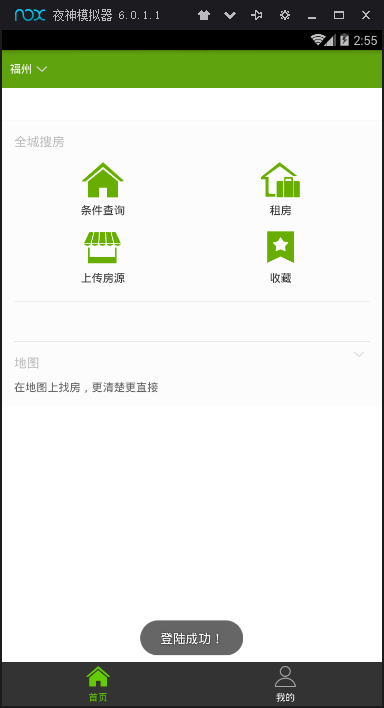 nox 夜神模拟器 6.0.1.1
2:55
福州
全城搜房
条件查询 租房
上传房源 收藏
地图
在地图上找房，更清楚更直接
登陆成功！
首页 我的